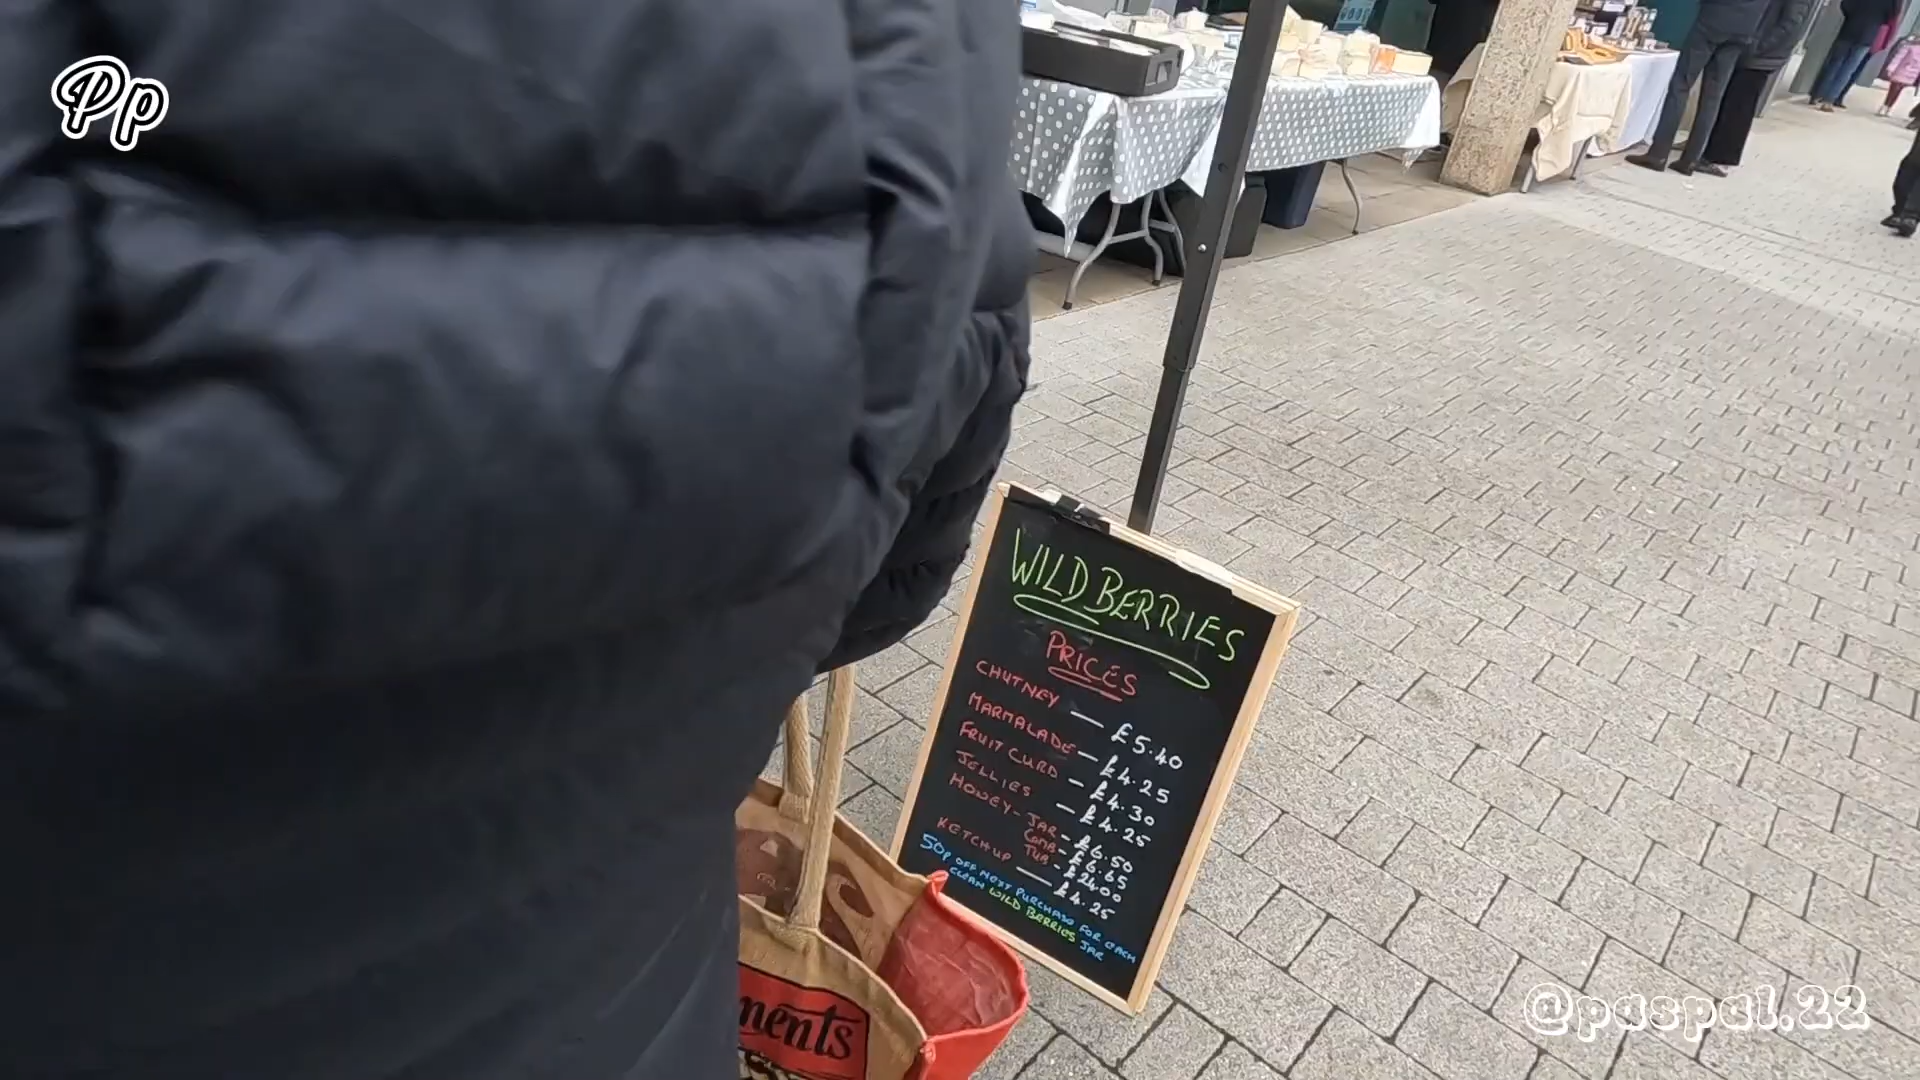 Pp
WILD BERRIES
PRICES
CHUTNEY — £5.40
MARMALADE — £4.25
FRUIT CURD — £4.30
JELLIES — £4.25
HONEY - JAR - £6.50
COMB - £6.65
TUB - £24.00
KETCHUP — £4.25
50p OFF NEXT PURCHASE FOR EACH
CLEAN WILD BERRIES JAR
ments
@paspal.22